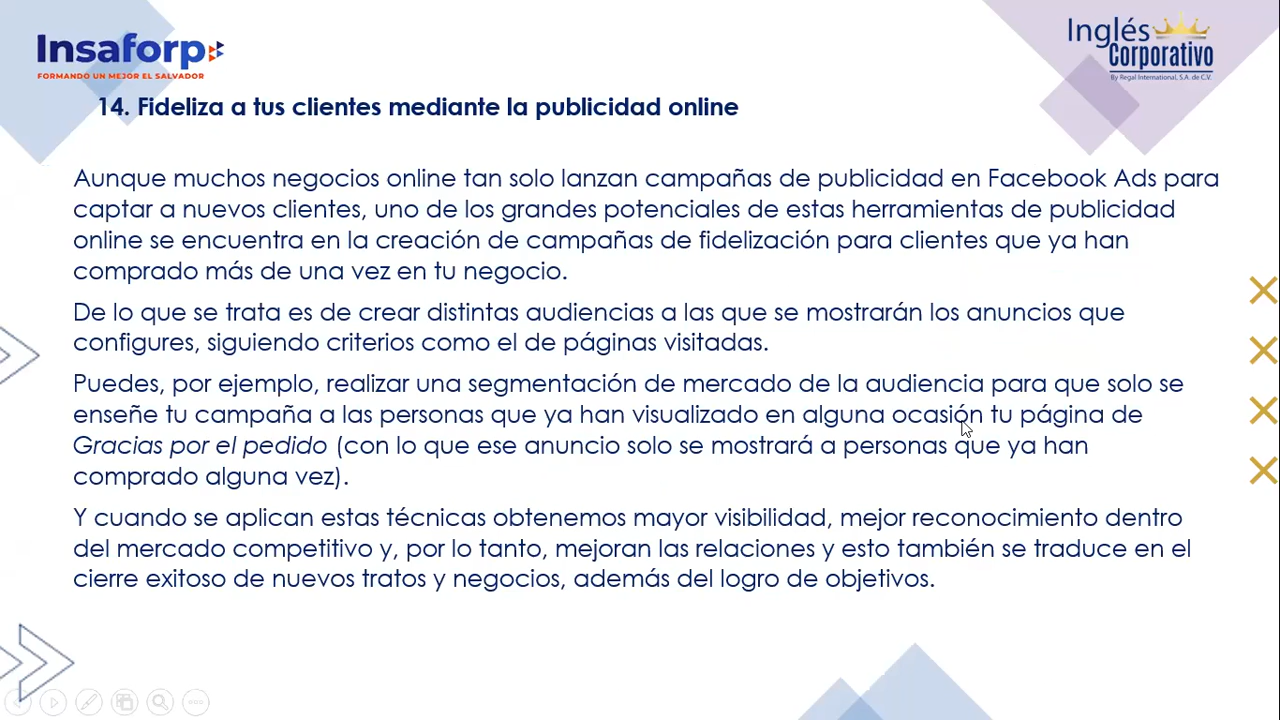 Insaforp
FORMANDO UN MEJOR EL SALVADOR
Inglés
Corporativo
By Regal International, S.A. de C.V.
14. Fideliza a tus clientes mediante la publicidad online
Aunque muchos negocios online tan solo lanzan campañas de publicidad en Facebook Ads para
captar a nuevos clientes, uno de los grandes potenciales de estas herramientas de publicidad
online se encuentra en la creación de campañas de fidelización para clientes que ya han
comprado más de una vez en tu negocio.
De lo que se trata es de crear distintas audiencias a las que se mostrarán los anuncios que
configures, siguiendo criterios como el de páginas visitadas.
Puedes, por ejemplo, realizar una segmentación de mercado de la audiencia para que solo se
enseñe tu campaña a las personas que ya han visualizado en alguna ocasión tu página de
Gracias por el pedido (con lo que ese anuncio solo se mostrará a personas que ya han
comprado alguna vez).
Y cuando se aplican estas técnicas obtenemos mayor visibilidad, mejor reconocimiento dentro
del mercado competitivo y, por lo tanto, mejoran las relaciones y esto también se traduce en el
cierre exitoso de nuevos tratos y negocios, además del logro de objetivos.